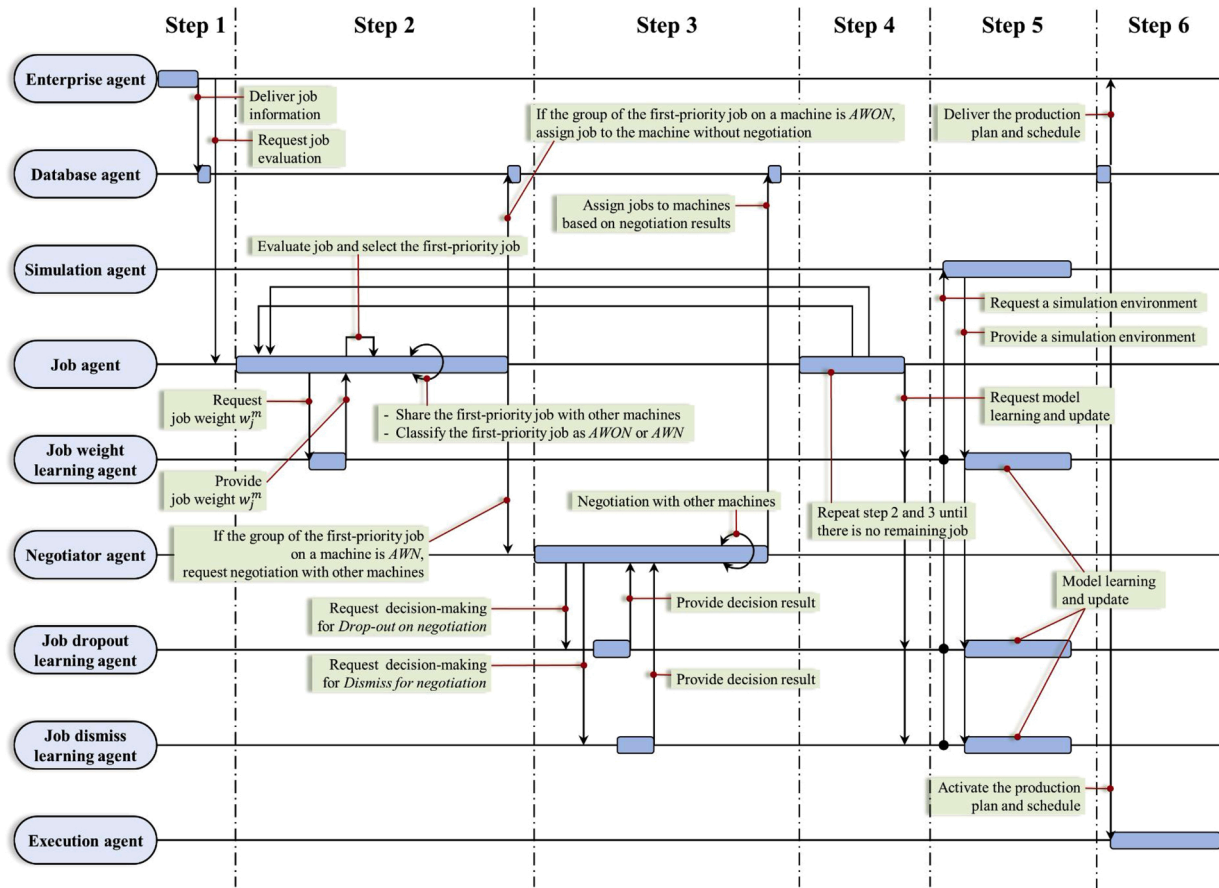 Step 1
Step 2
Step 3
Step 4
Step 5
Step 6
Enterprise agent
Deliver job
information
Request job
evaluation
If the group of the first-priority job on a machine is AWON,
assign job to the machine without negotiation
Deliver the production
plan and schedule
Database agent
Assign jobs to machines
based on negotiation results
Evaluate job and select the first-priority job
Simulation agent
Request a simulation environment
Provide a simulation environment
Job agent
Request
job weight w_j^m
- Share the first-priority job with other machines
- Classify the first-priority job as AWON or AWN
Request model
learning and update
Job weight
learning agent
Provide
job weight w_j^m
Negotiation with other machines
Repeat step 2 and 3 until
there is no remaining job
Negotiator agent
If the group of the first-priority job
on a machine is AWN,
request negotiation with other machines
Request decision-making
for Drop-out on negotiation
Provide decision result
Model learning
and update
Job dropout
learning agent
Request decision-making
for Dismiss for negotiation
Provide decision result
Job dismiss
learning agent
Activate the production
plan and schedule
Execution agent